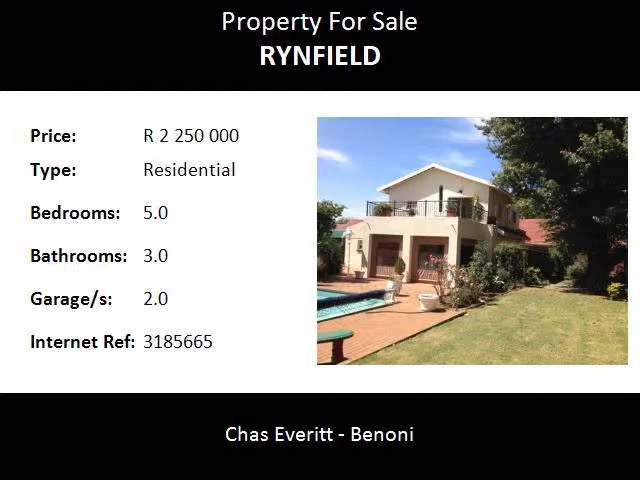 Property For Sale
RYNFIELD
Price: R 2 250 000
Type: Residential
Bedrooms: 5.0
Bathrooms: 3.0
Garage/s: 2.0
Internet Ref: 3185665
Chas Everitt - Benoni